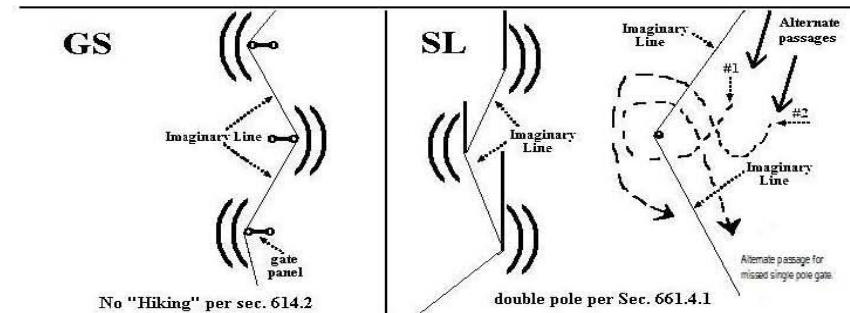 GS
Imaginary Line
gate
panel
No "Hiking" per sec. 614.2
SL
Imaginary
Line
double pole per Sec. 661.4.1
Imaginary
Line
Alternate
passages
#1
#2
Imaginary
Line
Alternate passage for
missed single pole gate.